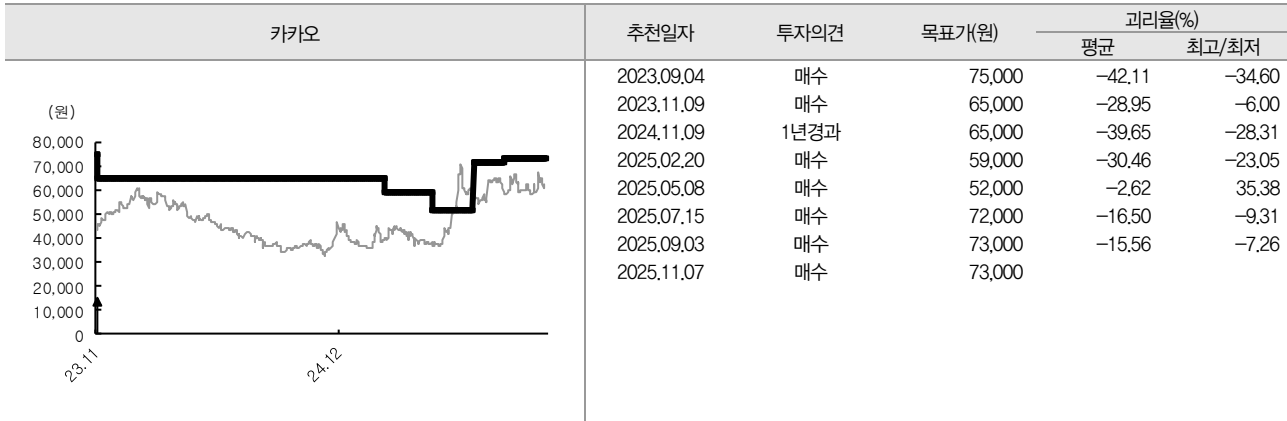 카카오 추천일자 투자의견 목표가(원) 괴리율(%)
평균 최고/최저
(원)
80,000
70,000
60,000
50,000
40,000
30,000
20,000
10,000
0
23.11 24.12
2023.09.04 매수 75,000 −42.11 −34.60
2023.11.09 매수 65,000 −28.95 −6.00
2024.11.09 1년경과 65,000 −39.65 −28.31
2025.02.20 매수 59,000 −30.46 −23.05
2025.05.08 매수 52,000 −2.62 35.38
2025.07.15 매수 72,000 −16.50 −9.31
2025.09.03 매수 73,000 −15.56 −7.26
2025.11.07 매수 73,000